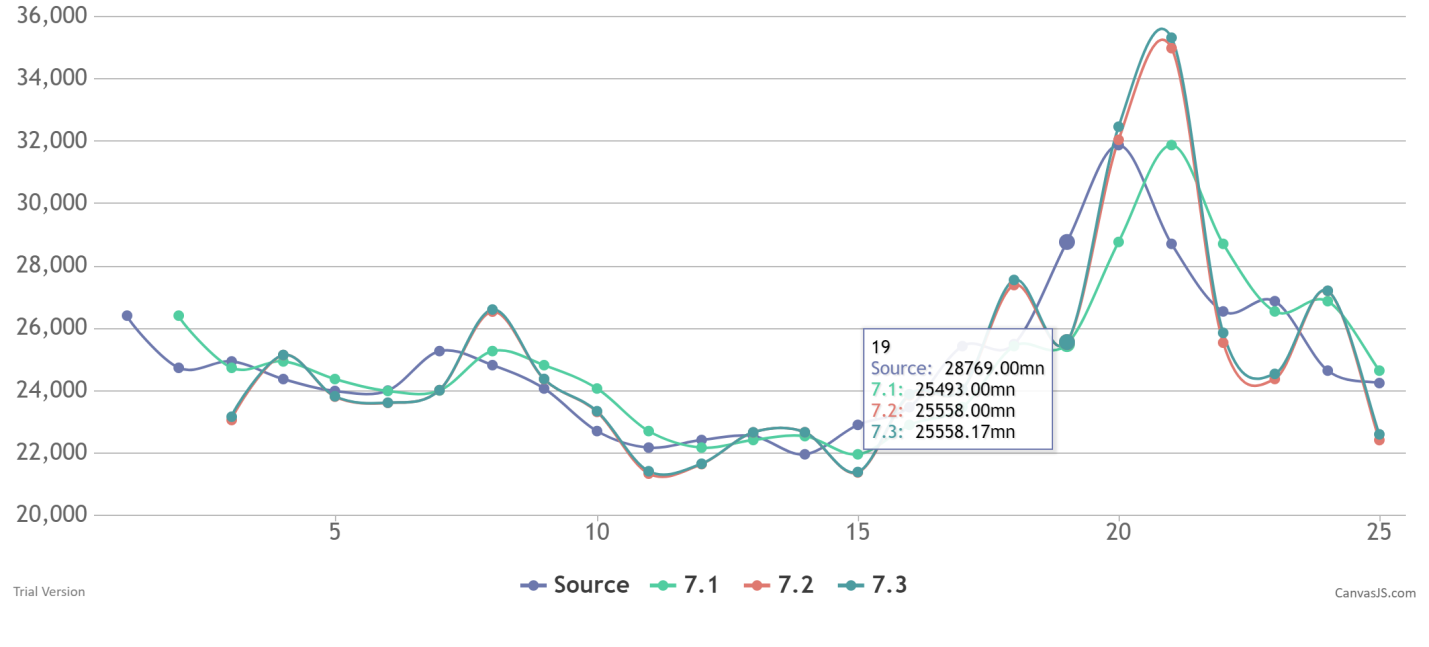 36,000
34,000
32,000
30,000
28,000
26,000
24,000
22,000
20,000
19
Source: 28769.00mn
7.1: 25493.00mn
7.2: 25558.00mn
7.3: 25558.17mn
5 10 15 20 25
Source 7.1 7.2 7.3
Trial Version CanvasJS.com